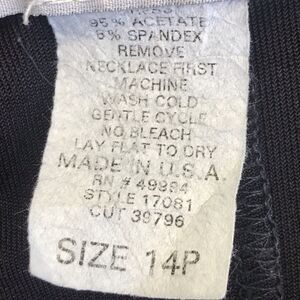 95% ACETATE
5% SPANDEX
REMOVE
NECKLACE FIRST
MACHINE
WASH COLD
GENTLE CYCLE
NO BLEACH
LAY FLAT TO DRY
MADE IN U.S.A.
RN # 49994
STYLE 17081
CUT 39796
SIZE 14P